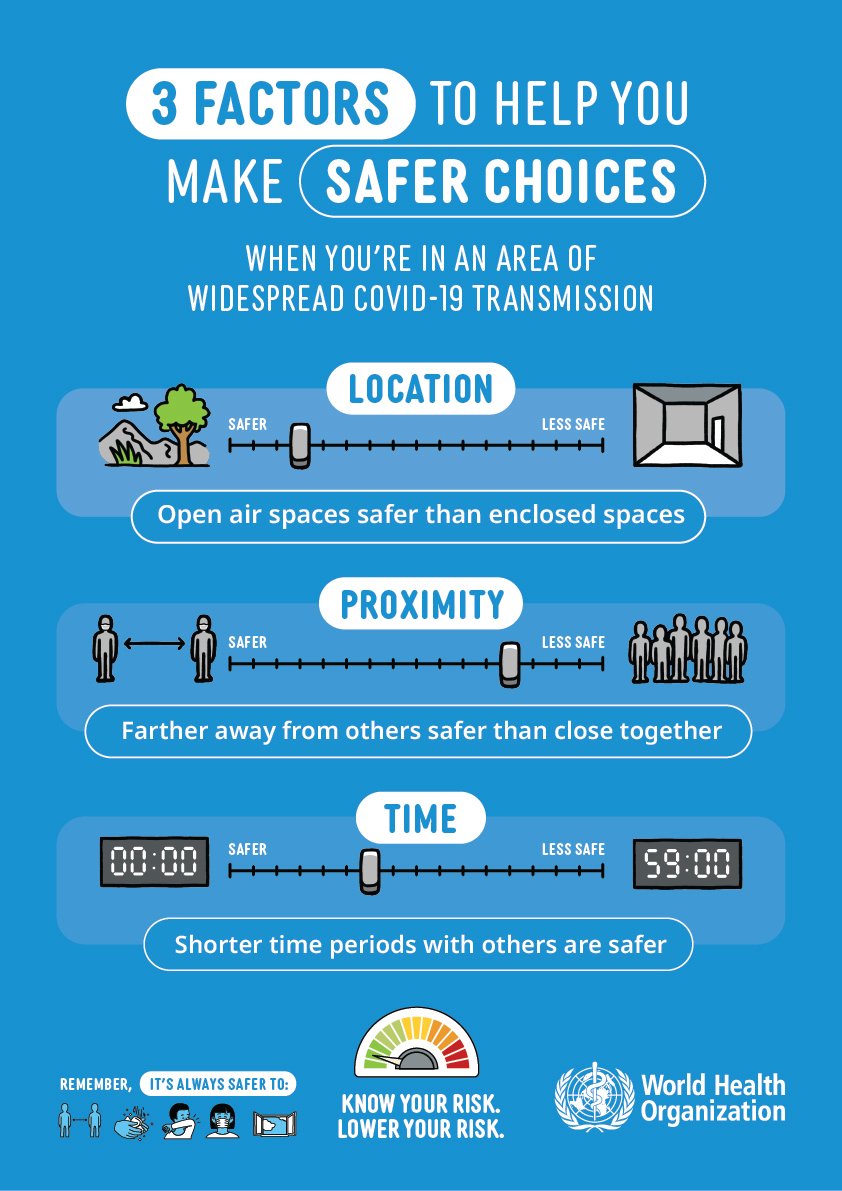 3 FACTORS TO HELP YOU
MAKE SAFER CHOICES
WHEN YOU'RE IN AN AREA OF
WIDESPREAD COVID-19 TRANSMISSION
LOCATION
SAFER
LESS SAFE
Open air spaces safer than enclosed spaces
PROXIMITY
SAFER
LESS SAFE
Farther away from others safer than close together
TIME
00:00
SAFER
LESS SAFE
59:00
Shorter time periods with others are safer
REMEMBER, IT'S ALWAYS SAFER TO:
KNOW YOUR RISK.
LOWER YOUR RISK.
World Health
Organization